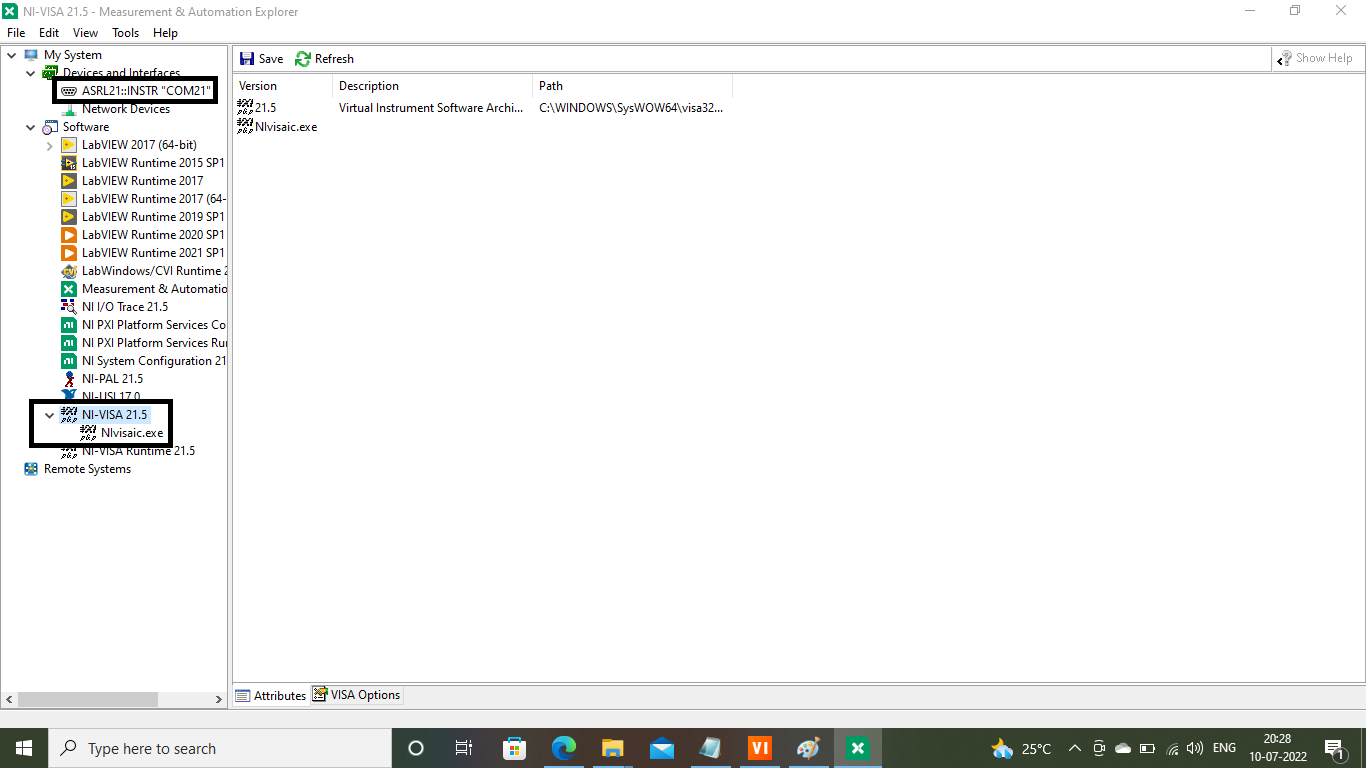 NI-VISA 21.5 - Measurement & Automation Explorer
File Edit View Tools Help
My System
Devices and Interfaces
ASRL21::INSTR "COM21"
Network Devices
Software
LabVIEW 2017 (64-bit)
LabVIEW Runtime 2015 SP1
LabVIEW Runtime 2017
LabVIEW Runtime 2017 (64-
LabVIEW Runtime 2019 SP1
LabVIEW Runtime 2020 SP1
LabVIEW Runtime 2021 SP1
LabWindows/CVI Runtime 2
Measurement & Automatio
NI I/O Trace 21.5
NI PXI Platform Services Co
NI PXI Platform Services Ru
NI System Configuration 21
NI-PAL 21.5
NI-USI 17.0
NI-VISA 21.5
NIvisaic.exe
NI-VISA Runtime 21.5
Remote Systems
Save Refresh
Show Help
Version Description Path
21.5 Virtual Instrument Software Archi... C:\WINDOWS\SysWOW64\visa32...
NIvisaic.exe
Attributes VISA Options
Type here to search
VI
25°C
ENG
20:28
10-07-2022
1